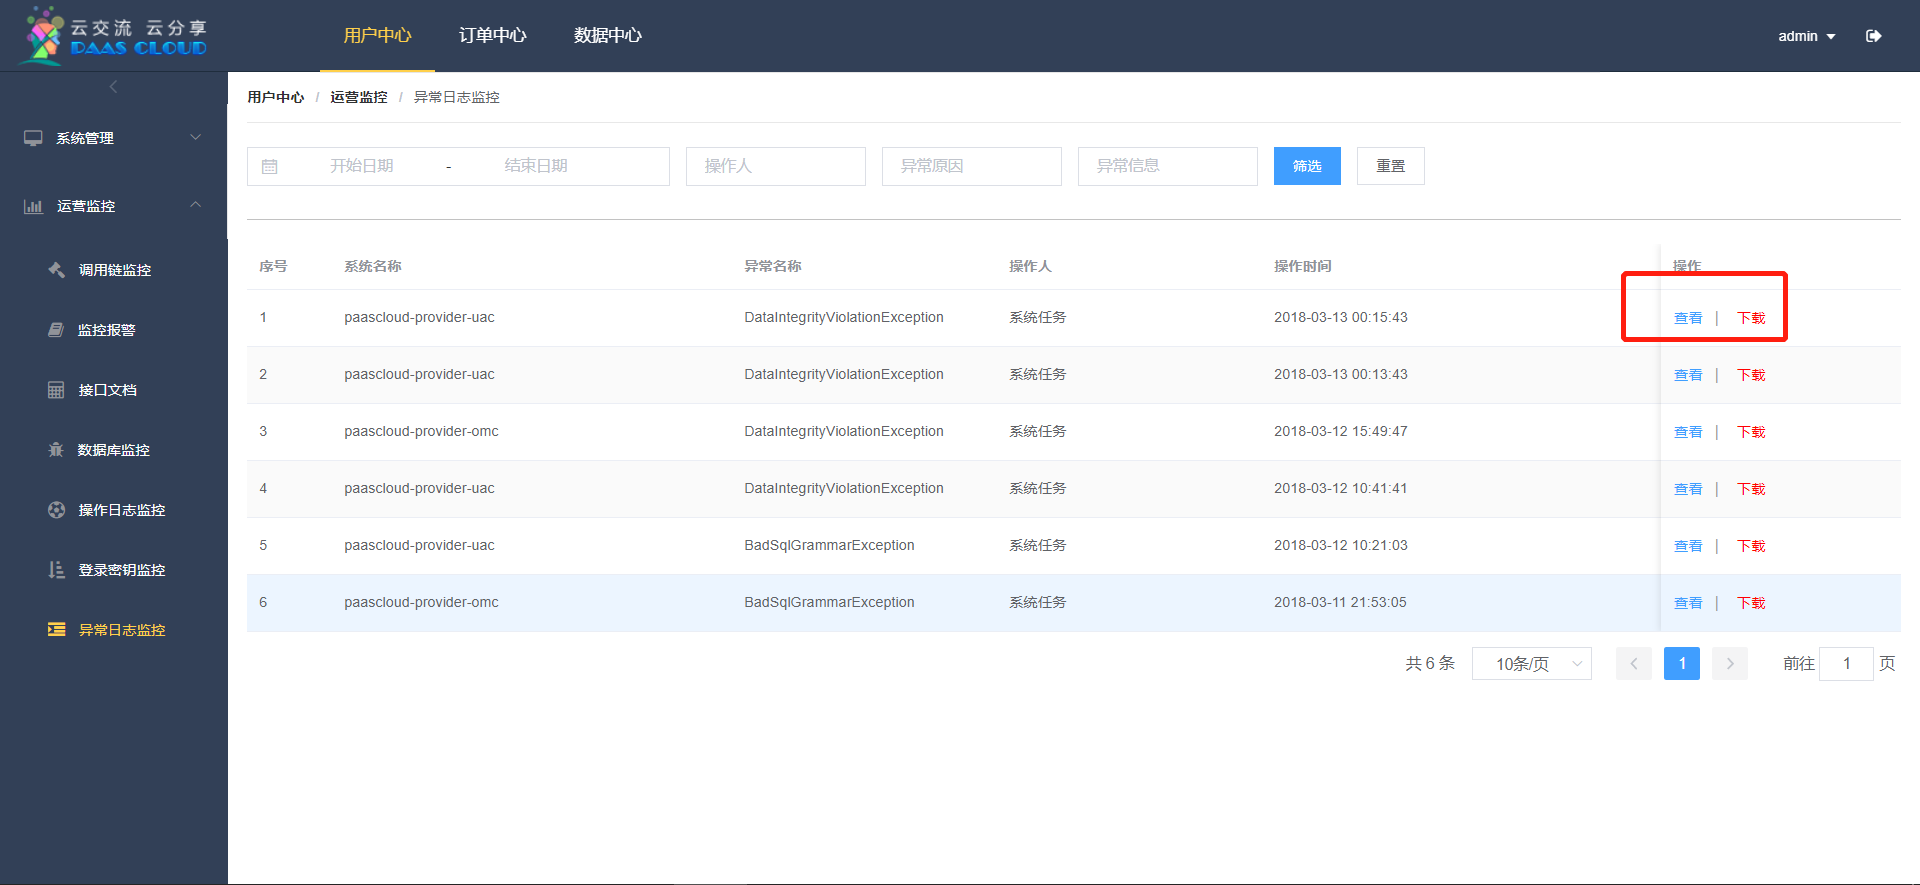 云交流 云分享
PAAS CLOUD
用户中心 订单中心 数据中心
admin
用户中心 / 运营监控 / 异常日志监控
系统管理
运营监控
调用链监控
监控报警
接口文档
数据库监控
操作日志监控
登录密钥监控
异常日志监控
开始日期 - 结束日期 操作人 异常原因 异常信息 筛选 重置
序号 系统名称 异常名称 操作人 操作时间 操作
1 paascloud-provider-uac DataIntegrityViolationException 系统任务 2018-03-13 00:15:43 查看 | 下载
2 paascloud-provider-uac DataIntegrityViolationException 系统任务 2018-03-13 00:13:43 查看 | 下载
3 paascloud-provider-omc DataIntegrityViolationException 系统任务 2018-03-12 15:49:47 查看 | 下载
4 paascloud-provider-uac DataIntegrityViolationException 系统任务 2018-03-12 10:41:41 查看 | 下载
5 paascloud-provider-uac BadSqlGrammarException 系统任务 2018-03-12 10:21:03 查看 | 下载
6 paascloud-provider-omc BadSqlGrammarException 系统任务 2018-03-11 21:53:05 查看 | 下载
共 6 条 10条/页 1 前往 1 页